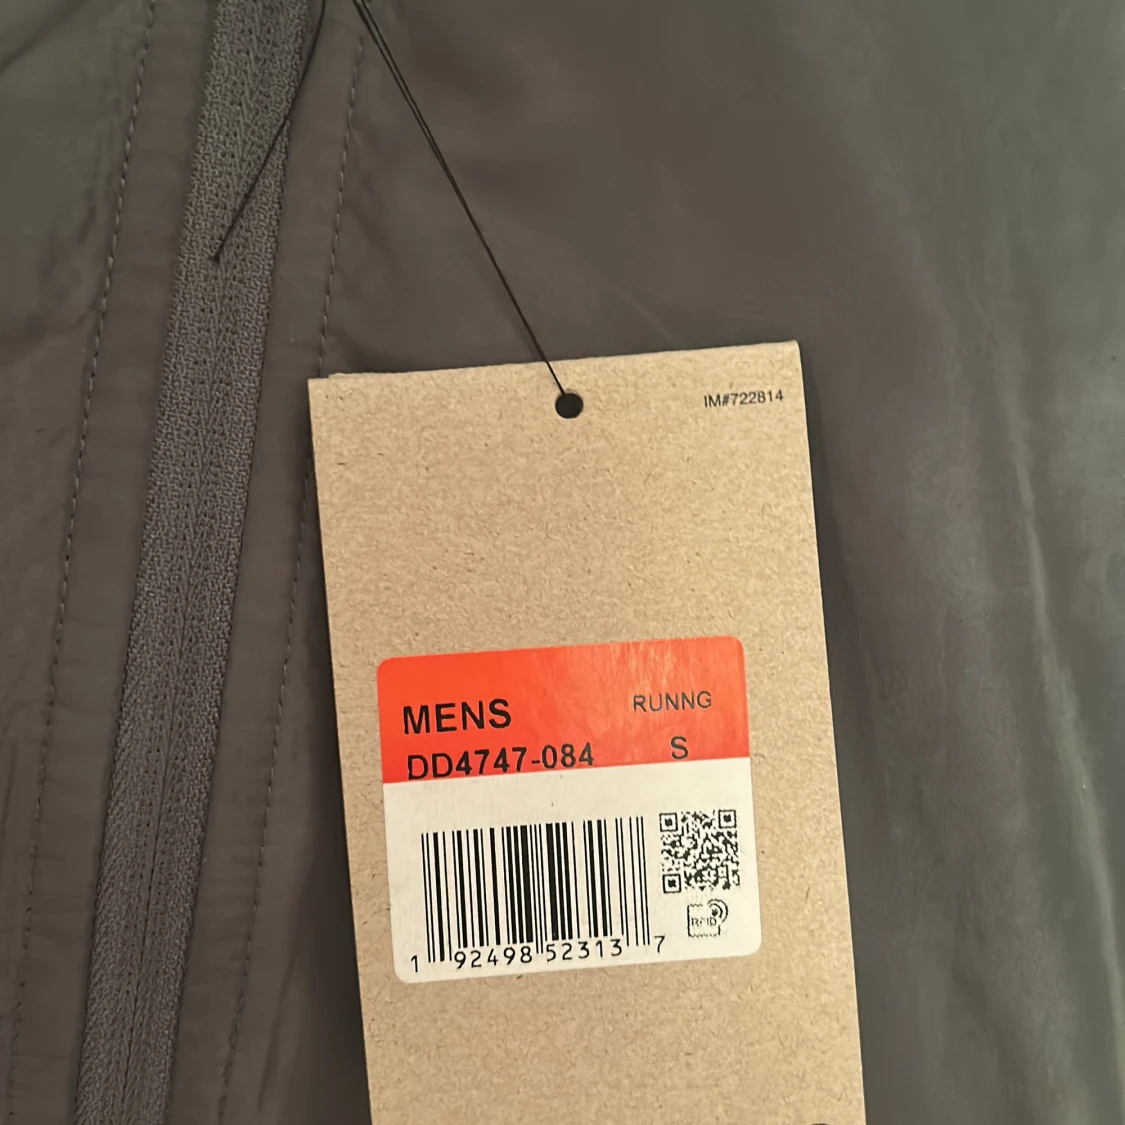 IM#722814
MENS RUNNG
DD4747-084 S
1 92498 52313 7
RFID